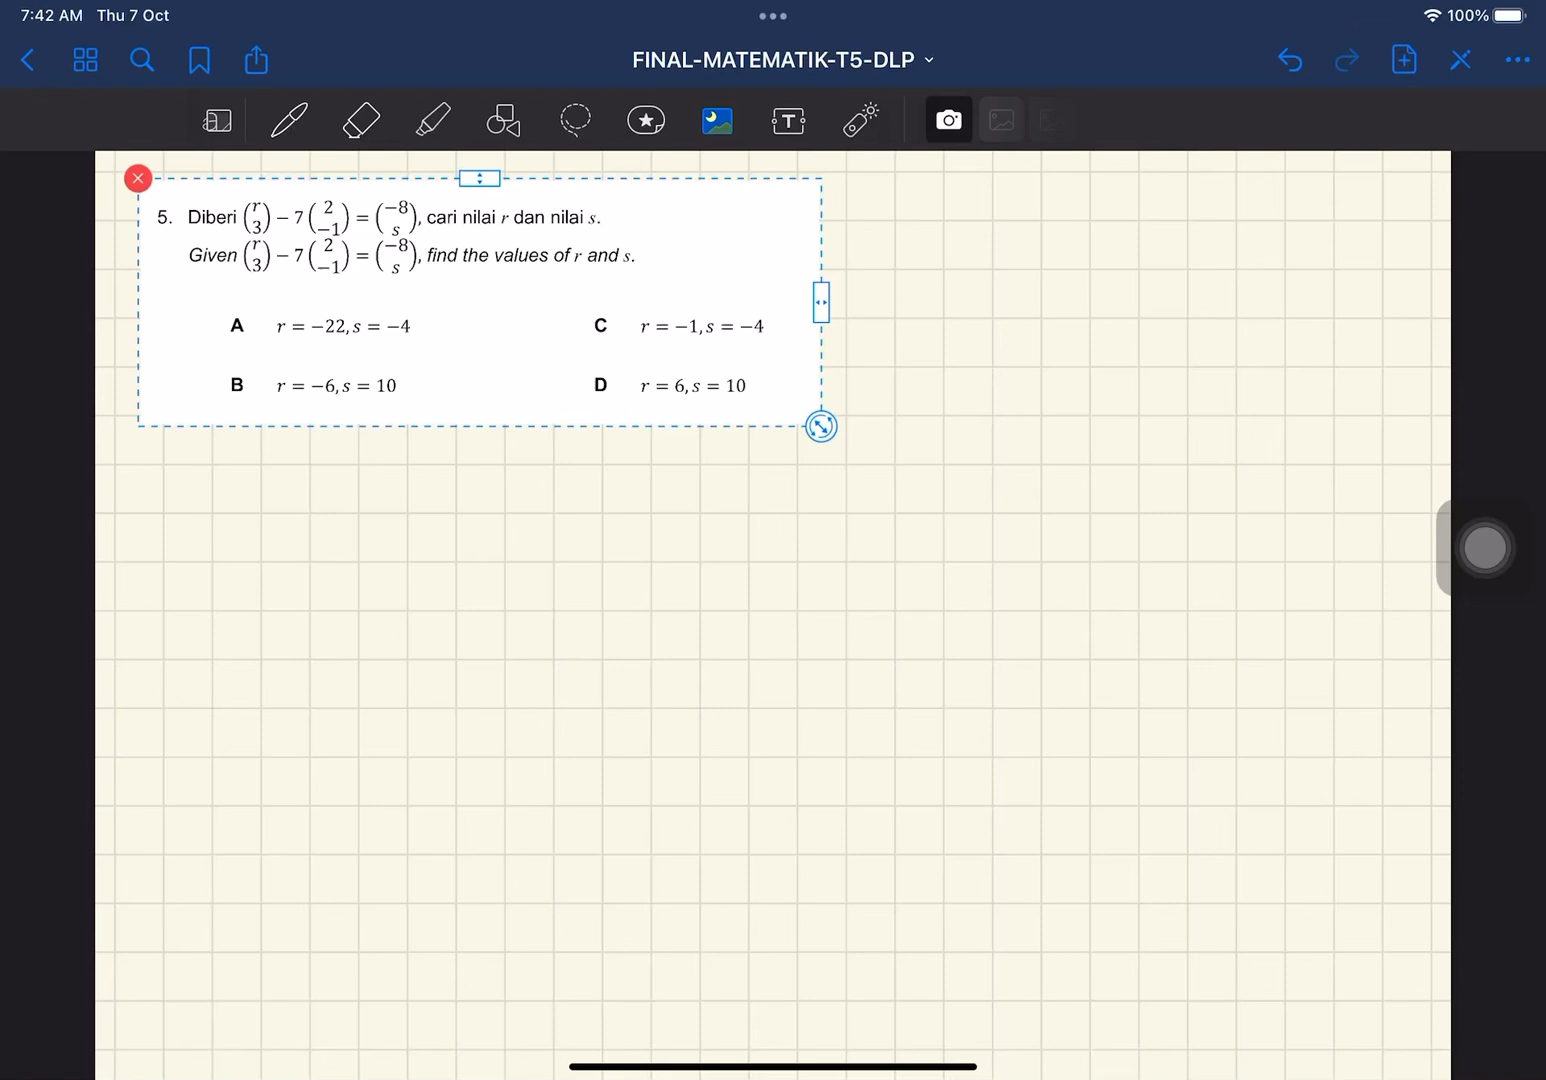 7:42 AM Thu 7 Oct
100%
FINAL-MATEMATIK-T5-DLP
T
5. Diberi (r 3) − 7 (2 −1) = (−8 s), cari nilai r dan nilai s.
Given (r 3) − 7 (2 −1) = (−8 s), find the values of r and s.
A r = −22, s = −4
C r = −1, s = −4
B r = −6, s = 10
D r = 6, s = 10